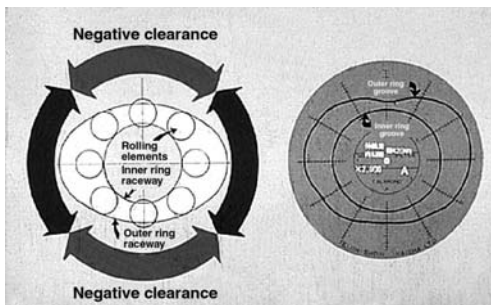 Negative clearance
Rolling
elements
Inner ring
raceway
Outer ring
raceway
Negative clearance
Outer ring
groove
Inner ring
groove
A